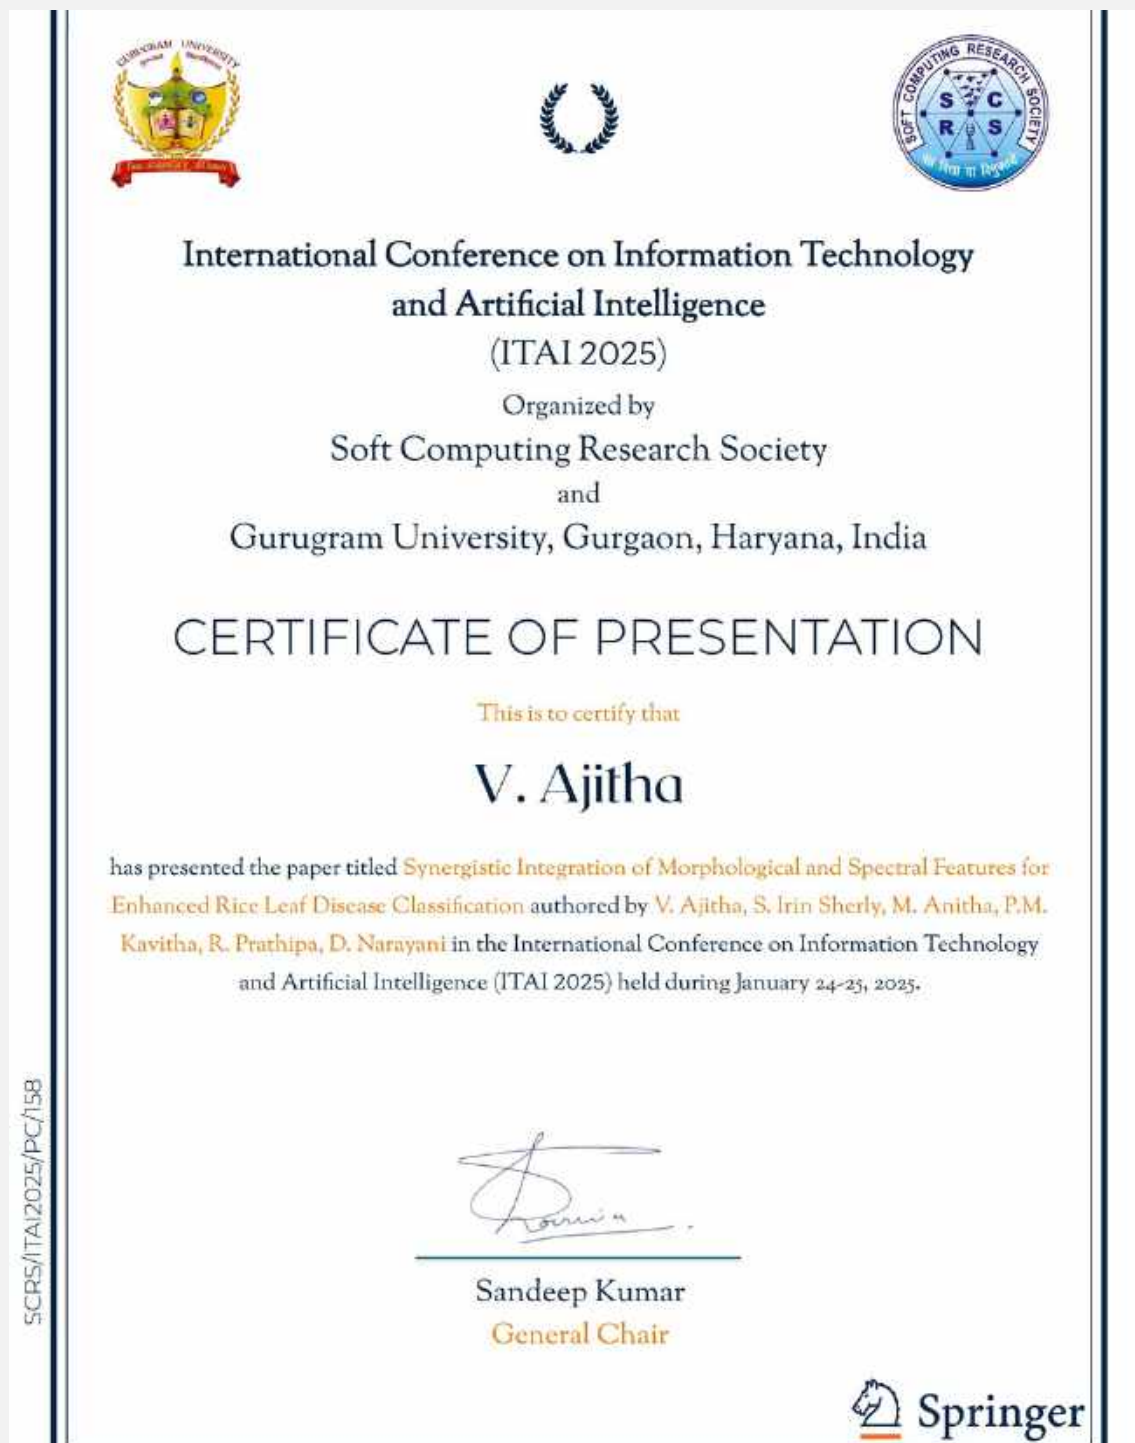 GURUGRAM UNIVERSITY
SOFT COMPUTING RESEARCH SOCIETY
S C
R S
International Conference on Information Technology
and Artificial Intelligence
(ITAI 2025)
Organized by
Soft Computing Research Society
and
Gurugram University, Gurgaon, Haryana, India
CERTIFICATE OF PRESENTATION
This is to certify that
V. Ajitha
has presented the paper titled Synergistic Integration of Morphological and Spectral Features for
Enhanced Rice Leaf Disease Classification authored by V. Ajitha, S. Irin Sherly, M. Anitha, P.M.
Kavitha, R. Prathipa, D. Narayani in the International Conference on Information Technology
and Artificial Intelligence (ITAI 2025) held during January 24-25, 2025.
SCRS/ITAI2025/PC/158
Sandeep Kumar
General Chair
Springer